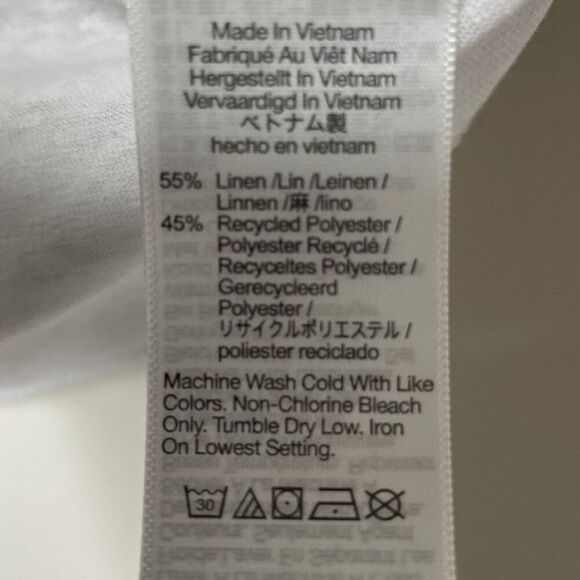 Made In Vietnam
Fabriqué Au Viêt Nam
Hergestellt In Vietnam
Vervaardigd In Vietnam
ベトナム製
hecho en vietnam
55% Linen /Lin /Leinen /
Linnen /麻 /lino
45% Recycled Polyester /
Polyester Recyclé /
Recyceltes Polyester /
Gerecycleerd
Polyester /
リサイクルポリエステル /
poliester reciclado
Machine Wash Cold With Like
Colors. Non-Chlorine Bleach
Only. Tumble Dry Low. Iron
On Lowest Setting.
30